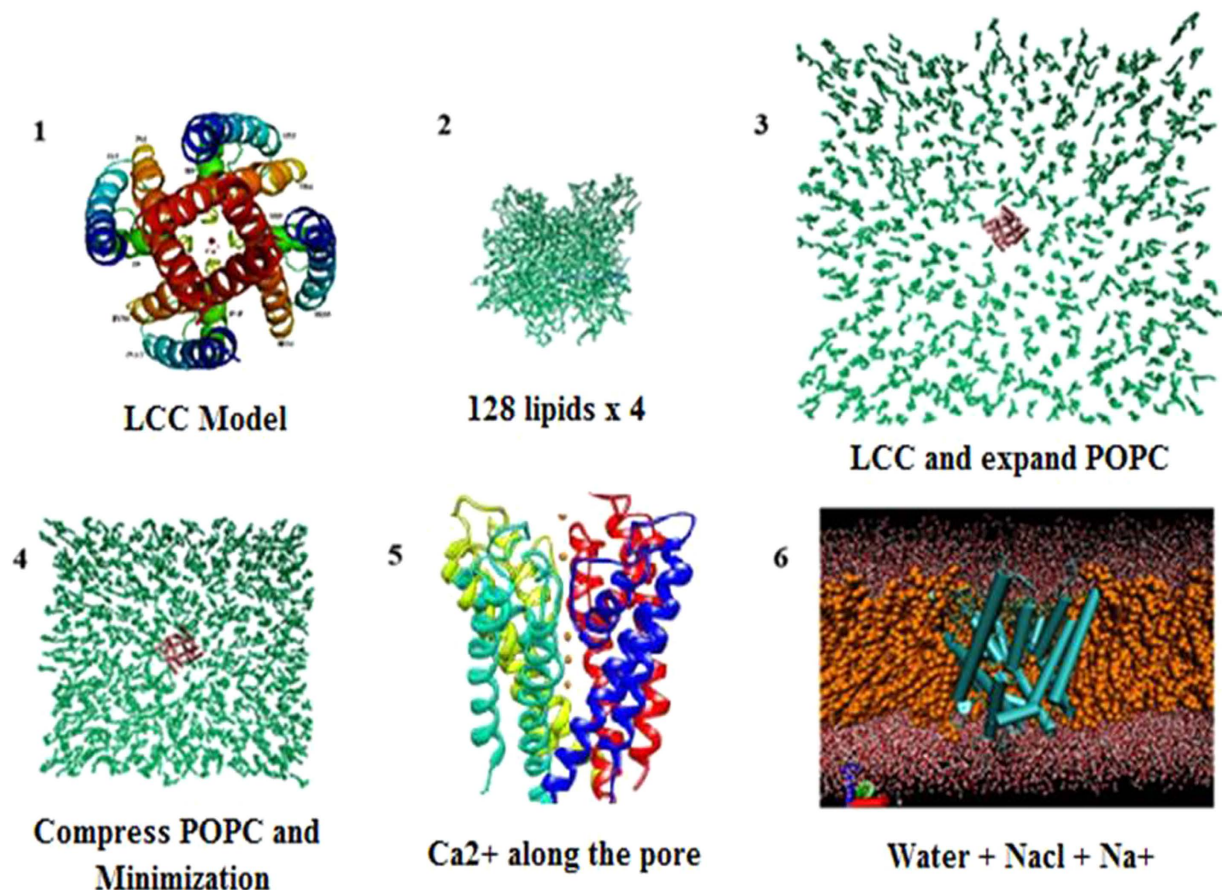 1
2
3
LCC Model
128 lipids x 4
LCC and expand POPC
4
5
6
Compress POPC and
Minimization
Ca2+ along the pore
Water + Nacl + Na+